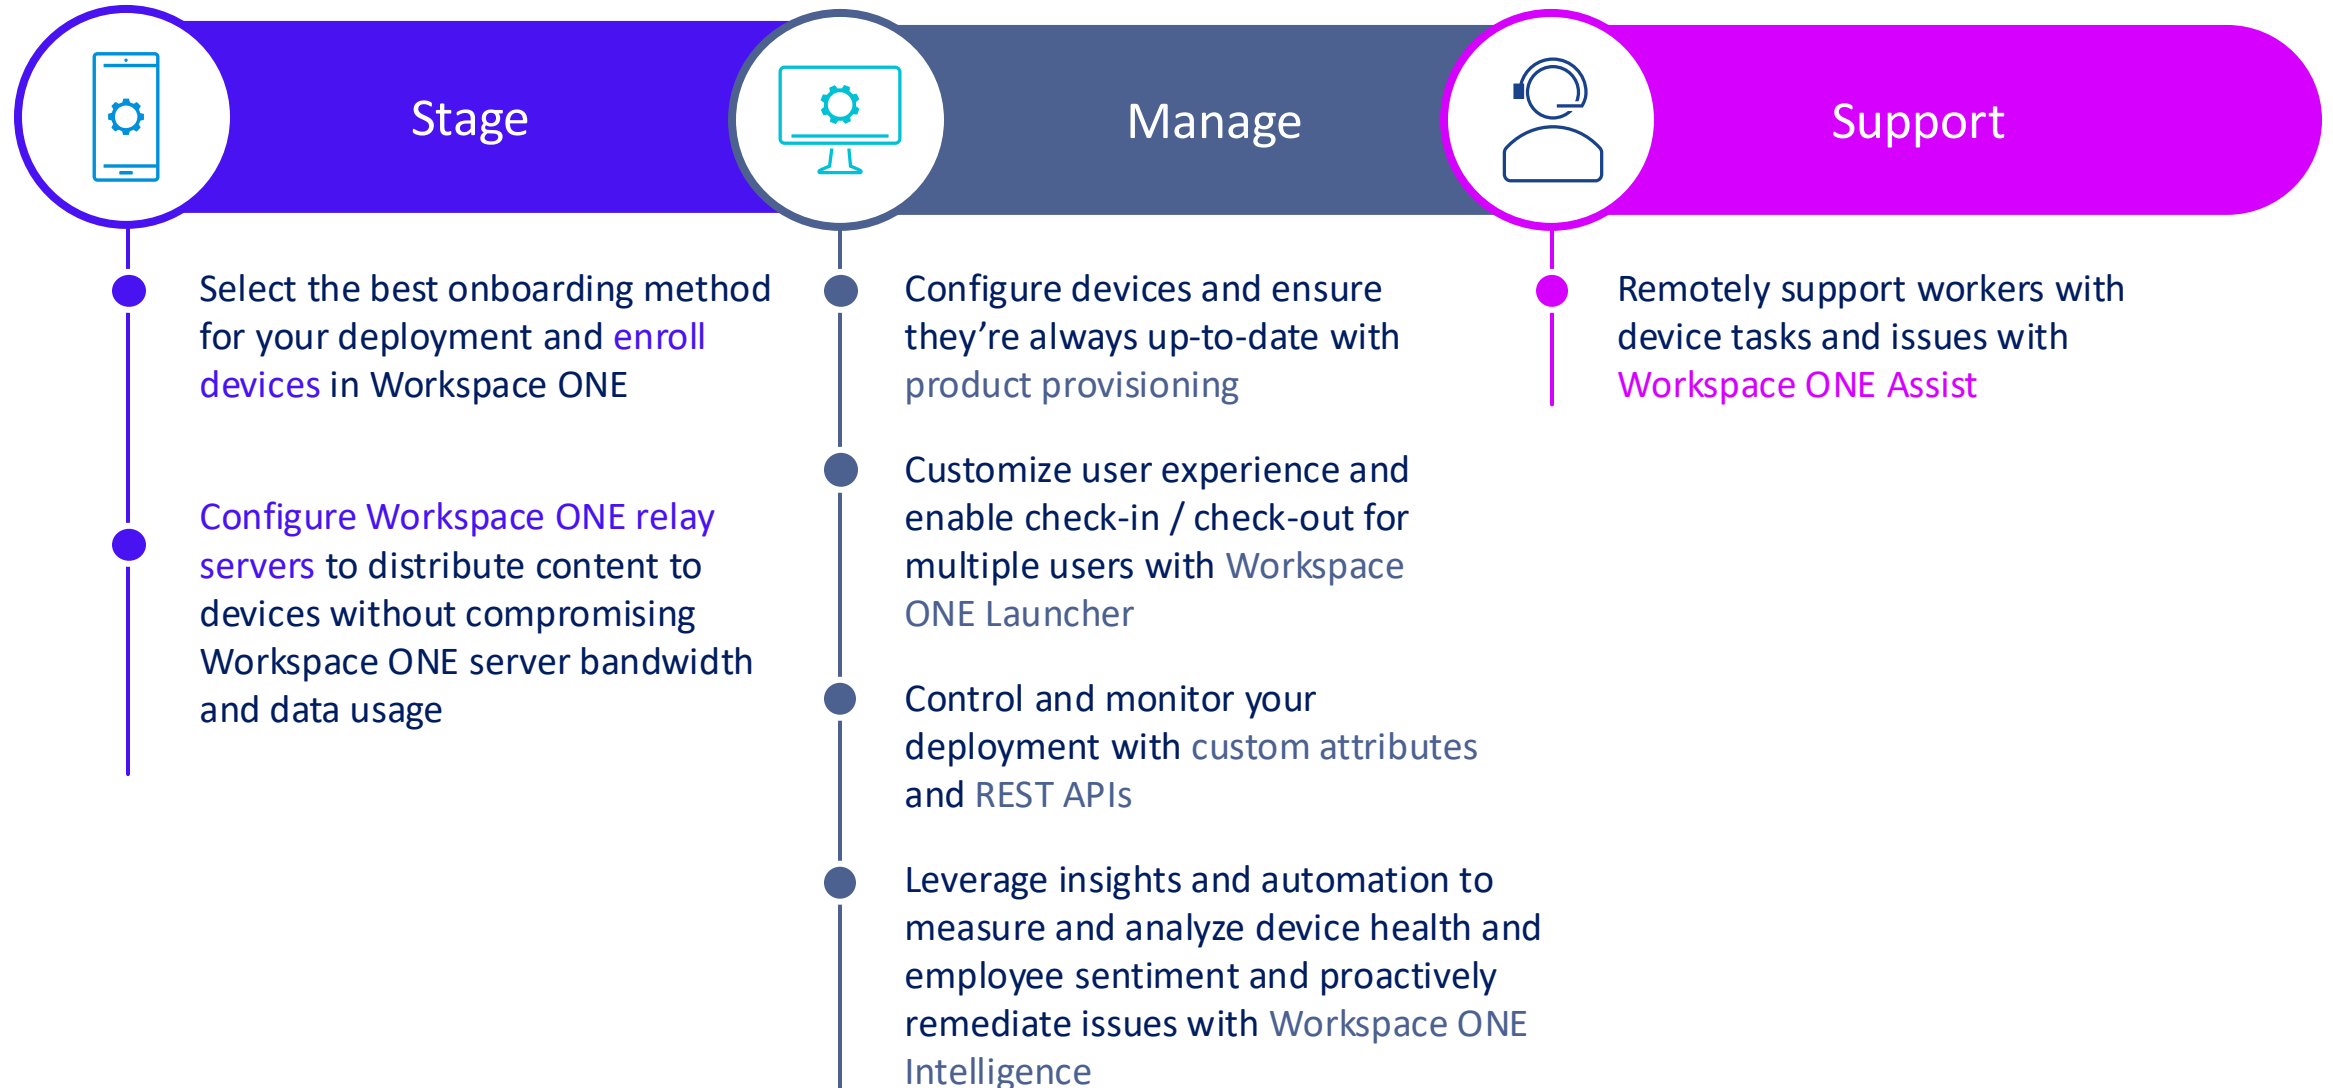 Stage
Select the best onboarding method
for your deployment and enroll
devices in Workspace ONE
Configure Workspace ONE relay
servers to distribute content to
devices without compromising
Workspace ONE server bandwidth
and data usage
Manage
Configure devices and ensure
they’re always up-to-date with
product provisioning
Customize user experience and
enable check-in / check-out for
multiple users with Workspace
ONE Launcher
Control and monitor your
deployment with custom attributes
and REST APIs
Leverage insights and automation to
measure and analyze device health and
employee sentiment and proactively
remediate issues with Workspace ONE
Intelligence
Support
Remotely support workers with
device tasks and issues with
Workspace ONE Assist